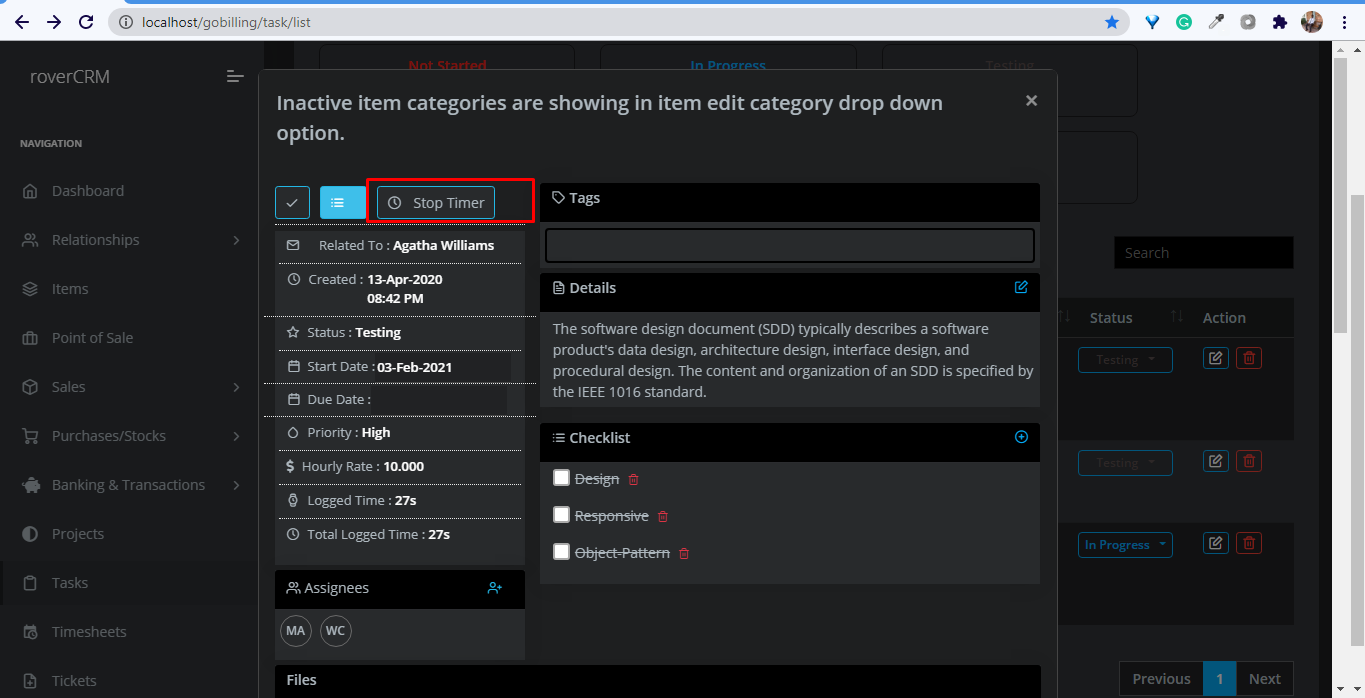 localhost/gobilling/task/list
roverCRM
NAVIGATION
Dashboard
Relationships
Items
Point of Sale
Sales
Purchases/Stocks
Banking & Transactions
Projects
Tasks
Timesheets
Tickets
Not Started
In Progress
Testing
Inactive item categories are showing in item edit category drop down
option.
Stop Timer
Related To : Agatha Williams
Created : 13-Apr-2020
08:42 PM
Status : Testing
Start Date : 03-Feb-2021
Due Date :
Priority : High
Hourly Rate : 10.000
Logged Time : 27s
Total Logged Time : 27s
Assignees
MA
WC
Tags
Details
The software design document (SDD) typically describes a software
product's data design, architecture design, interface design, and
procedural design. The content and organization of an SDD is specified by
the IEEE 1016 standard.
Checklist
Design
Responsive
Object-Pattern
Files
Search
Status
Action
Testing
Testing
In Progress
Previous
1
Next